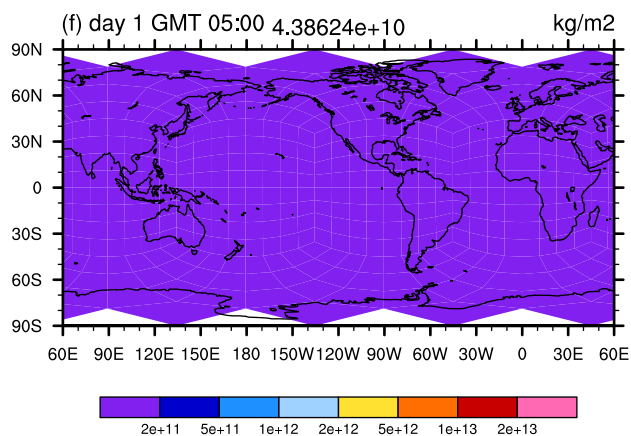 (f) day 1 GMT 05:00 4.38624e+10 kg/m2
90N
60N
30N
0
30S
60S
90S
60E 90E 120E 150E 180 150W 120W 90W 60W 30W 0 30E 60E
2e+11 5e+11 1e+12 2e+12 5e+12 1e+13 2e+13